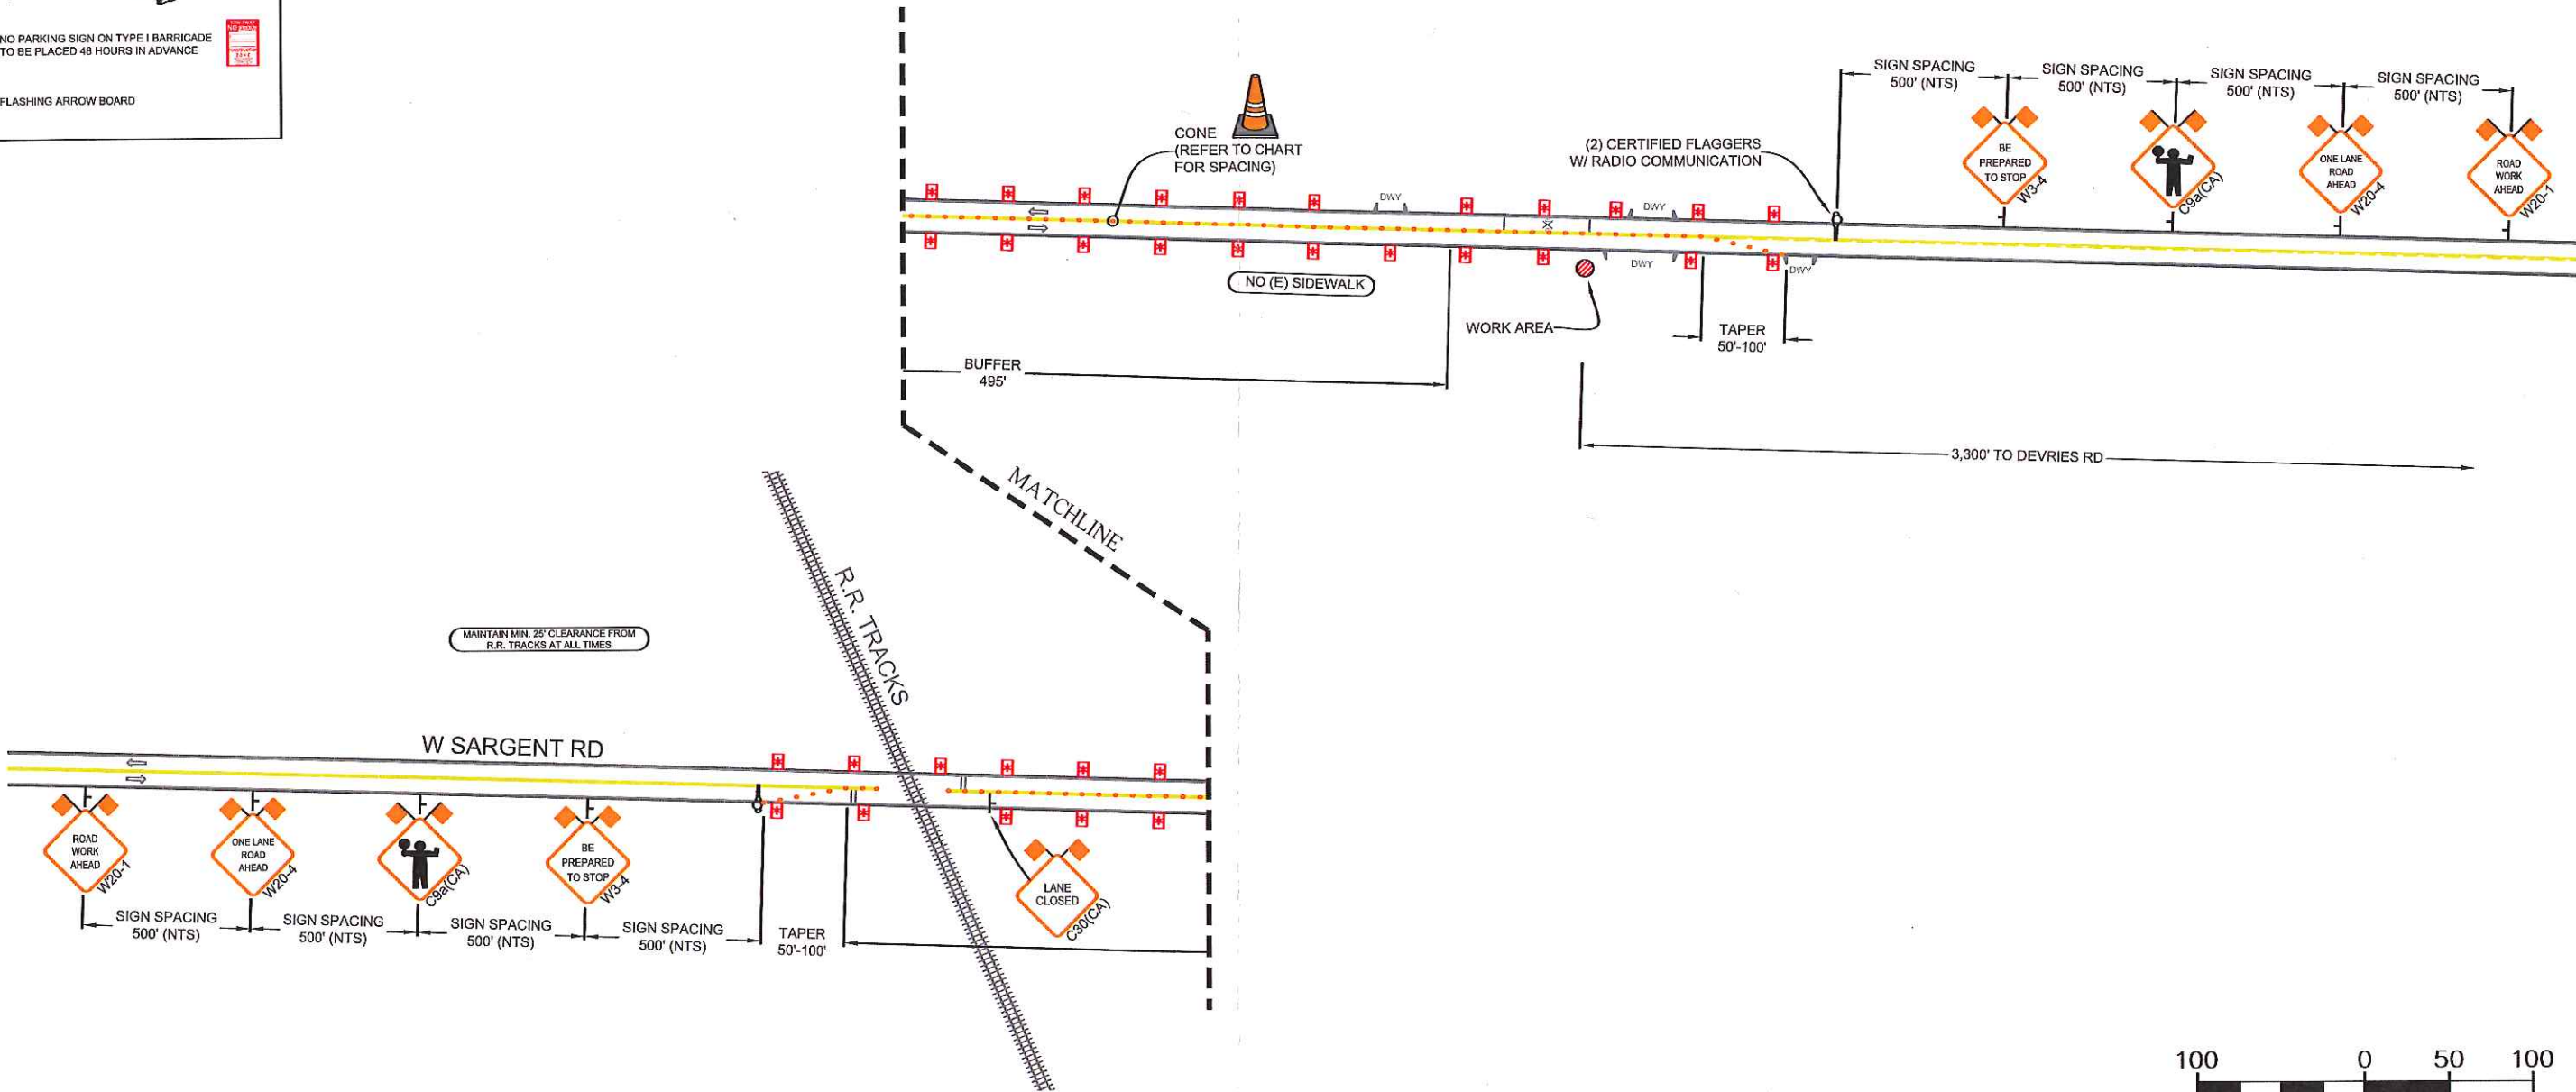 NO PARKING SIGN ON TYPE I BARRICADE
TO BE PLACED 48 HOURS IN ADVANCE
FLASHING ARROW BOARD
CONE
(REFER TO CHART
FOR SPACING)
(2) CERTIFIED FLAGGERS
W/ RADIO COMMUNICATION
SIGN SPACING
500' (NTS)
SIGN SPACING
500' (NTS)
SIGN SPACING
500' (NTS)
SIGN SPACING
500' (NTS)
BE
PREPARED
TO STOP
W3-4
C9a(CA)
ONE LANE
ROAD
AHEAD
W20-4
ROAD
WORK
AHEAD
W20-1
DWY
DWY
DWY
DWY
NO (E) SIDEWALK
WORK AREA
TAPER
50'-100'
BUFFER
495'
3,300' TO DEVRIES RD
MATCHLINE
R.R. TRACKS
MAINTAIN MIN. 25' CLEARANCE FROM
R.R. TRACKS AT ALL TIMES
W SARGENT RD
ROAD
WORK
AHEAD
W20-1
ONE LANE
ROAD
AHEAD
W20-4
C9a(CA)
BE
PREPARED
TO STOP
W3-4
LANE
CLOSED
C30(CA)
SIGN SPACING
500' (NTS)
SIGN SPACING
500' (NTS)
SIGN SPACING
500' (NTS)
SIGN SPACING
500' (NTS)
TAPER
50'-100'
100 0 50 100